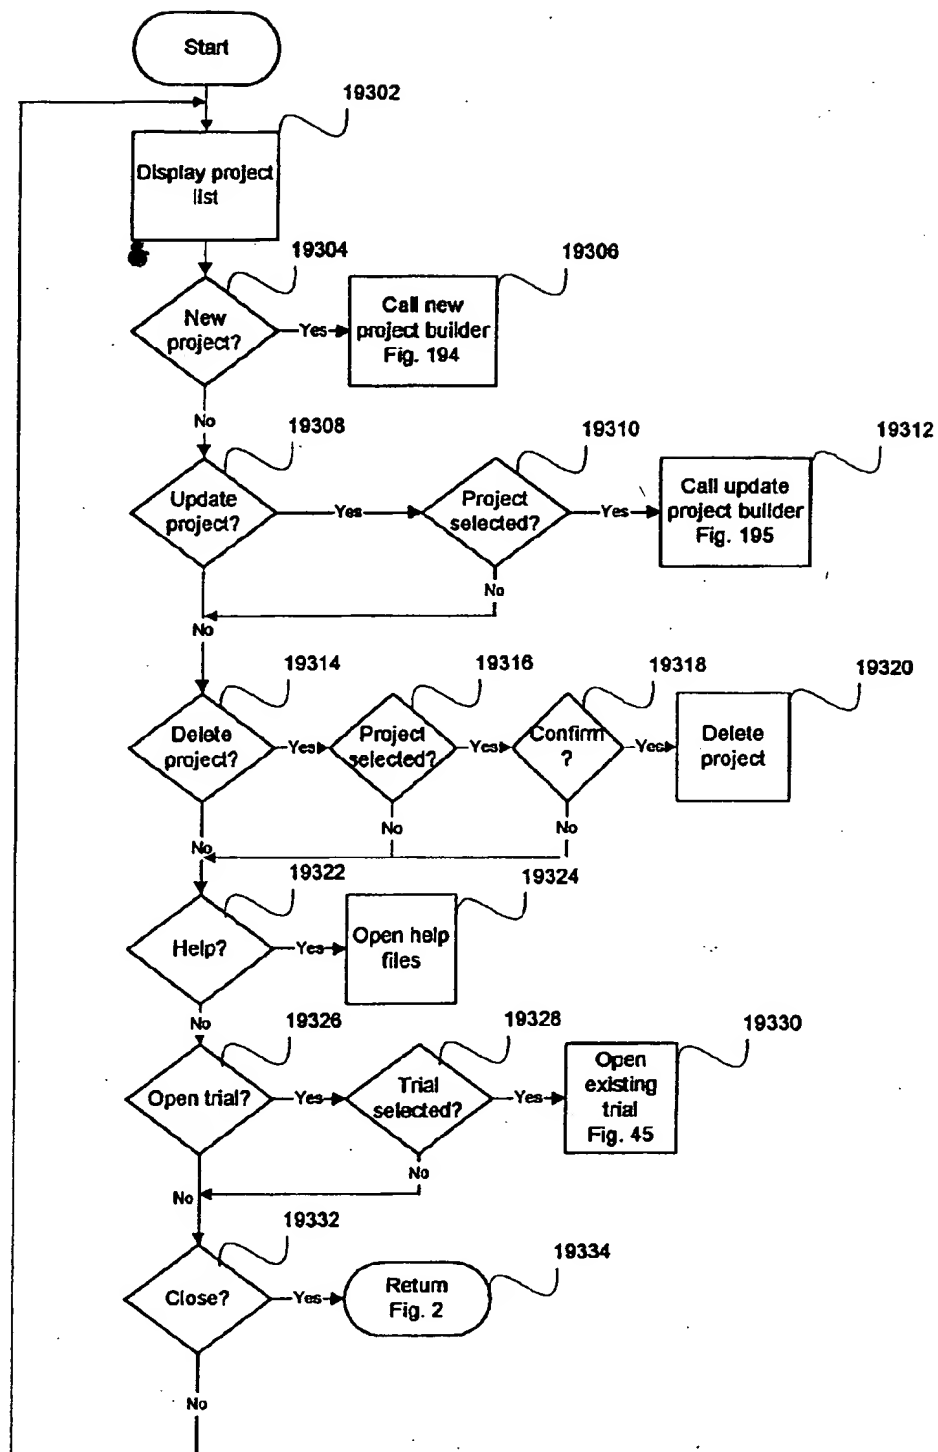 Start
19302
Display project
list
19304
19306
New
project?
Yes
Call new
project builder
Fig. 194
No
19308
19310
19312
Update
project?
Yes
Project
selected?
Yes
Call update
project builder
Fig. 195
No
No
19314
19316
19318
19320
Delete
project?
Yes
Project
selected?
Yes
Confirm
?
Yes
Delete
project
No
No
No
19322
19324
Help?
Yes
Open help
files
No
19326
19328
19330
Open trial?
Yes
Trial
selected?
Yes
Open
existing
trial
Fig. 45
No
No
19332
19334
Close?
Yes
Return
Fig. 2
No